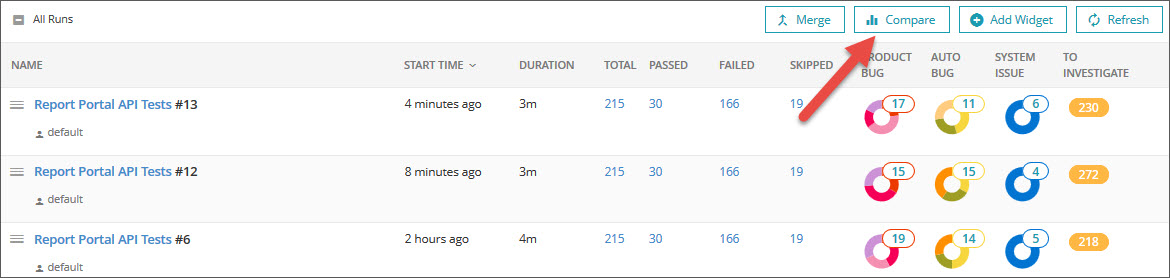 All Runs Merge Compare Add Widget Refresh
NAME START TIME DURATION TOTAL PASSED FAILED SKIPPED PRODUCT BUG AUTO BUG SYSTEM ISSUE TO INVESTIGATE
Report Portal API Tests #13 4 minutes ago 3m 215 30 166 19 17 11 6 230
default
Report Portal API Tests #12 8 minutes ago 3m 215 30 166 19 15 15 4 272
default
Report Portal API Tests #6 2 hours ago 4m 215 30 166 19 19 14 5 218
default